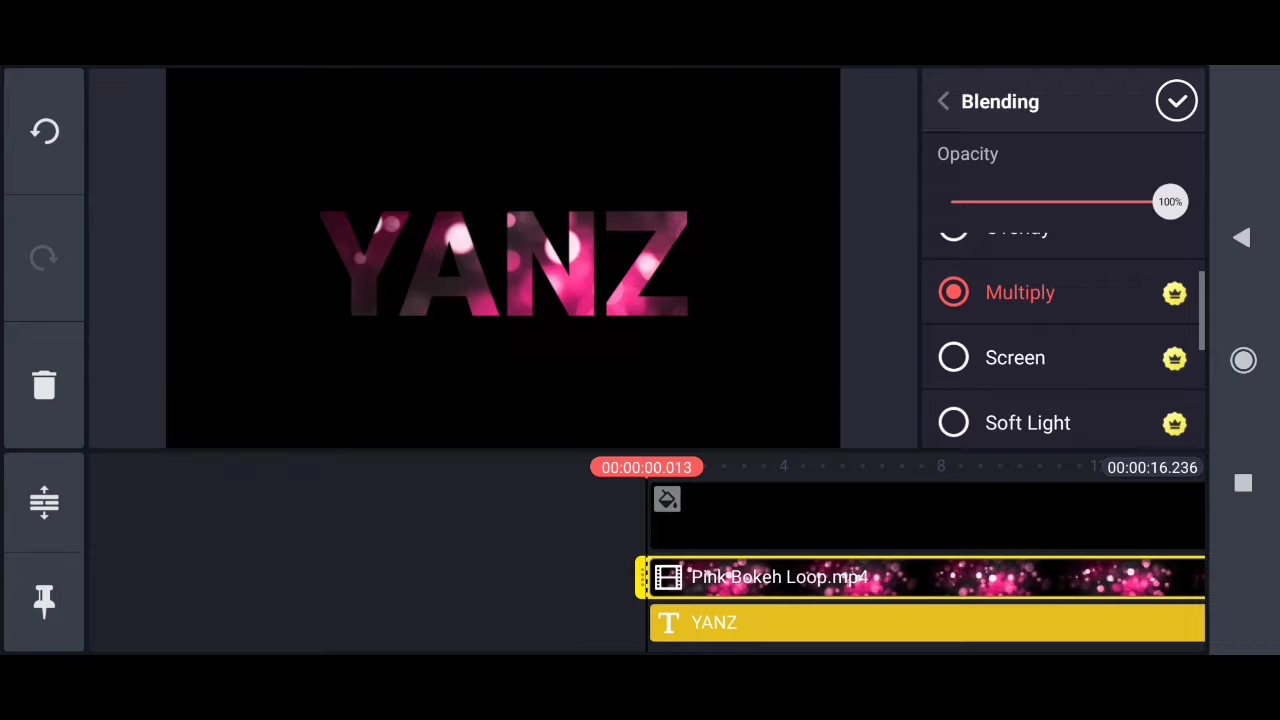 Blending
Opacity
100%
Overlay
YANZ
Multiply
Screen
Soft Light
00:00:00.013
4
8
00:00:16.236
Pink Bokeh Loop.mp4
YANZ